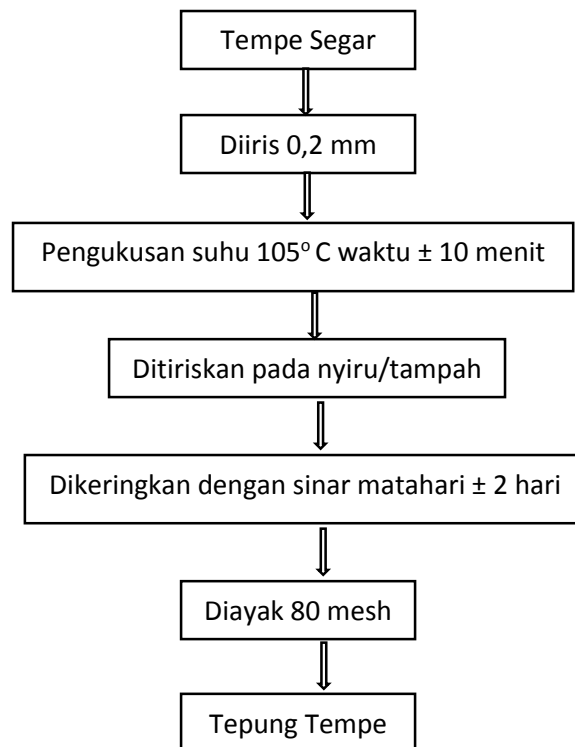 Tempe Segar
Diiris 0,2 mm
Pengukusan suhu 105° C waktu ± 10 menit
Ditiriskan pada nyiru/tampah
Dikeringkan dengan sinar matahari ± 2 hari
Diayak 80 mesh
Tepung Tempe